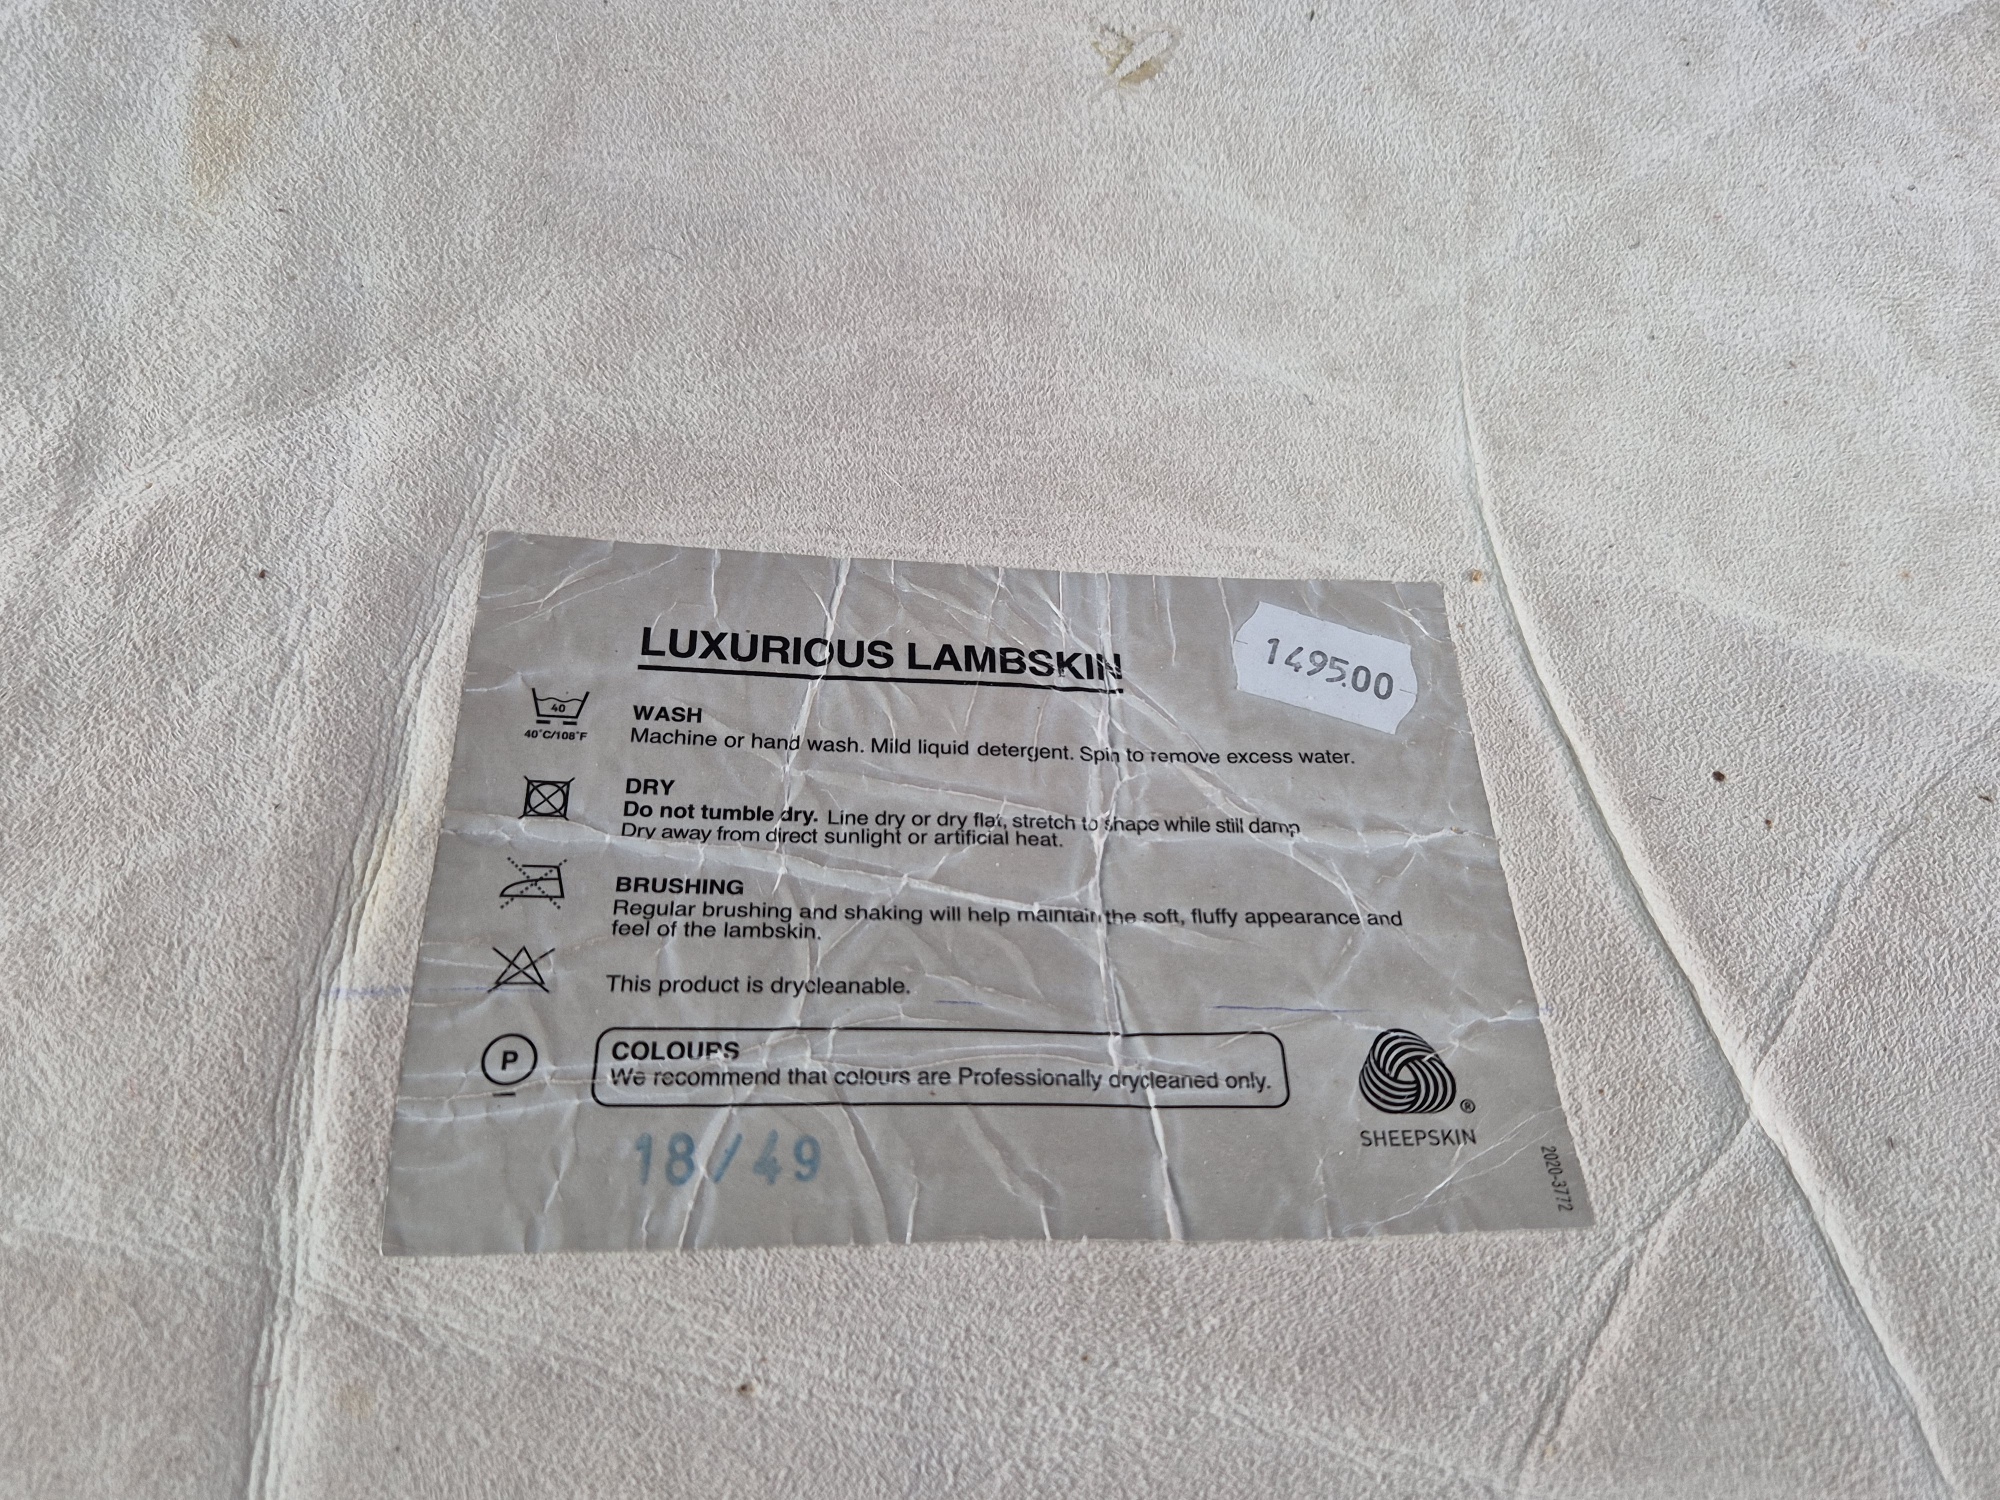 LUXURIOUS LAMBSKIN
1495.00
40
40°C/108°F
WASH
Machine or hand wash. Mild liquid detergent. Spin to remove excess water.
DRY
Do not tumble dry. Line dry or dry flat, stretch to shape while still damp
Dry away from direct sunlight or artificial heat.
BRUSHING
Regular brushing and shaking will help maintain the soft, fluffy appearance and
feel of the lambskin.
This product is drycleanable.
P
COLOURS
We recommend that colours are Professionally drycleaned only.
®
SHEEPSKIN
18/49
2020-3772